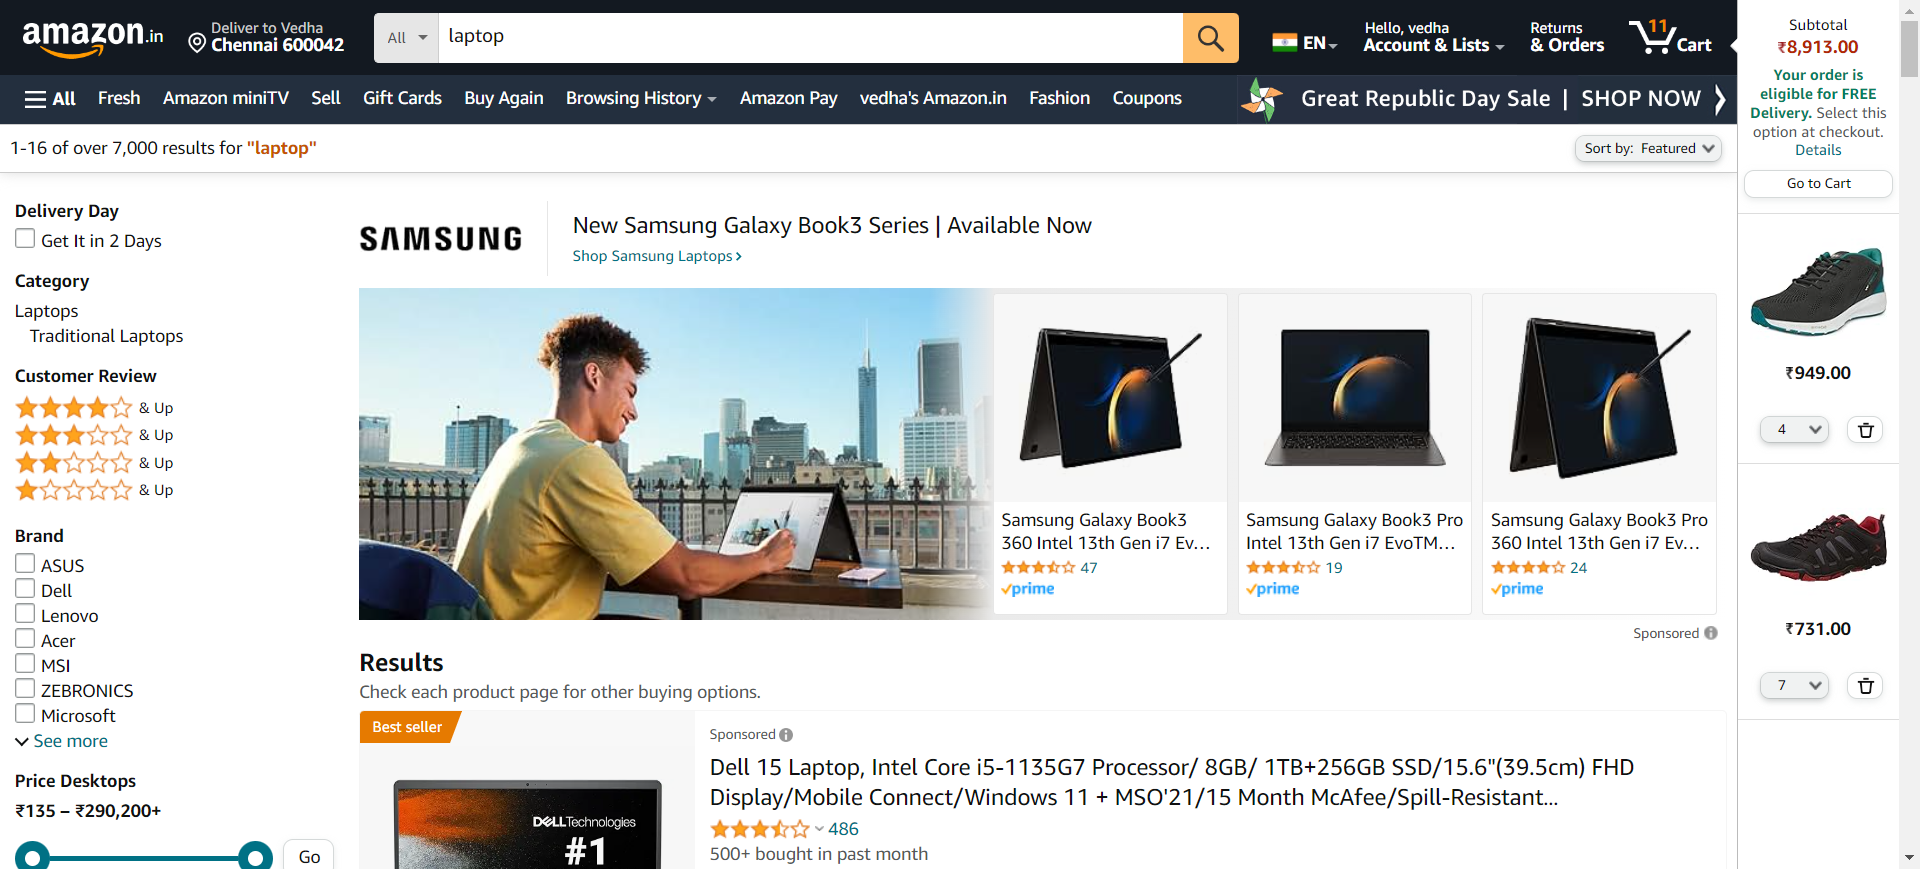 amazon.in
Deliver to Vedha
Chennai 600042
All
laptop
EN
Hello, vedha
Account & Lists
Returns
& Orders
11
Cart
All
Fresh
Amazon miniTV
Sell
Gift Cards
Buy Again
Browsing History
Amazon Pay
vedha's Amazon.in
Fashion
Coupons
Great Republic Day Sale | SHOP NOW
1-16 of over 7,000 results for "laptop"
Sort by: Featured
Delivery Day
Get It in 2 Days
Category
Laptops
Traditional Laptops
Customer Review
& Up
& Up
& Up
& Up
Brand
ASUS
Dell
Lenovo
Acer
MSI
ZEBRONICS
Microsoft
See more
Price Desktops
₹135 – ₹290,200+
Go
SAMSUNG
New Samsung Galaxy Book3 Series | Available Now
Shop Samsung Laptops ›
Samsung Galaxy Book3
360 Intel 13th Gen i7 Ev...
47
prime
Samsung Galaxy Book3 Pro
Intel 13th Gen i7 EvoTM...
19
prime
Samsung Galaxy Book3 Pro
360 Intel 13th Gen i7 Ev...
24
prime
Sponsored
Results
Check each product page for other buying options.
Best seller
DELL Technologies
#1
Sponsored
Dell 15 Laptop, Intel Core i5-1135G7 Processor/ 8GB/ 1TB+256GB SSD/15.6"(39.5cm) FHD
Display/Mobile Connect/Windows 11 + MSO'21/15 Month McAfee/Spill-Resistant...
486
500+ bought in past month
Subtotal
₹8,913.00
Your order is
eligible for FREE
Delivery. Select this
option at checkout.
Details
Go to Cart
₹949.00
4
₹731.00
7